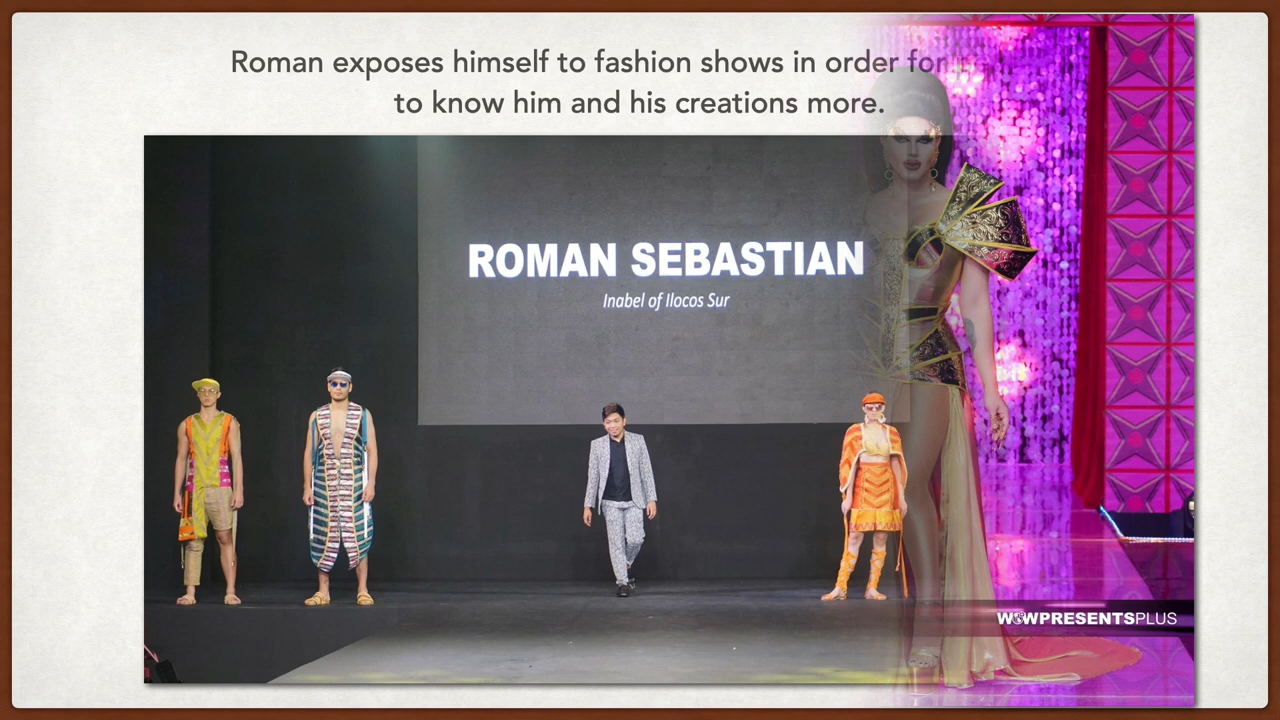 Roman exposes himself to fashion shows in order for
to know him and his creations more.
ROMAN SEBASTIAN
Inabel of Ilocos Sur
WOWPRESENTSPLUS